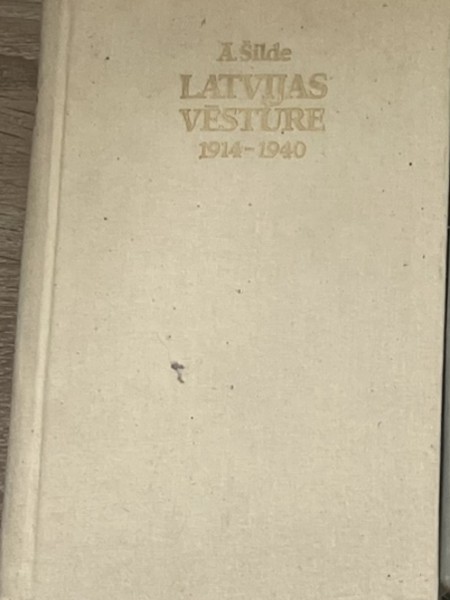 Ā. Šilde
LATVIJAS
VĒSTURE
1914-1940